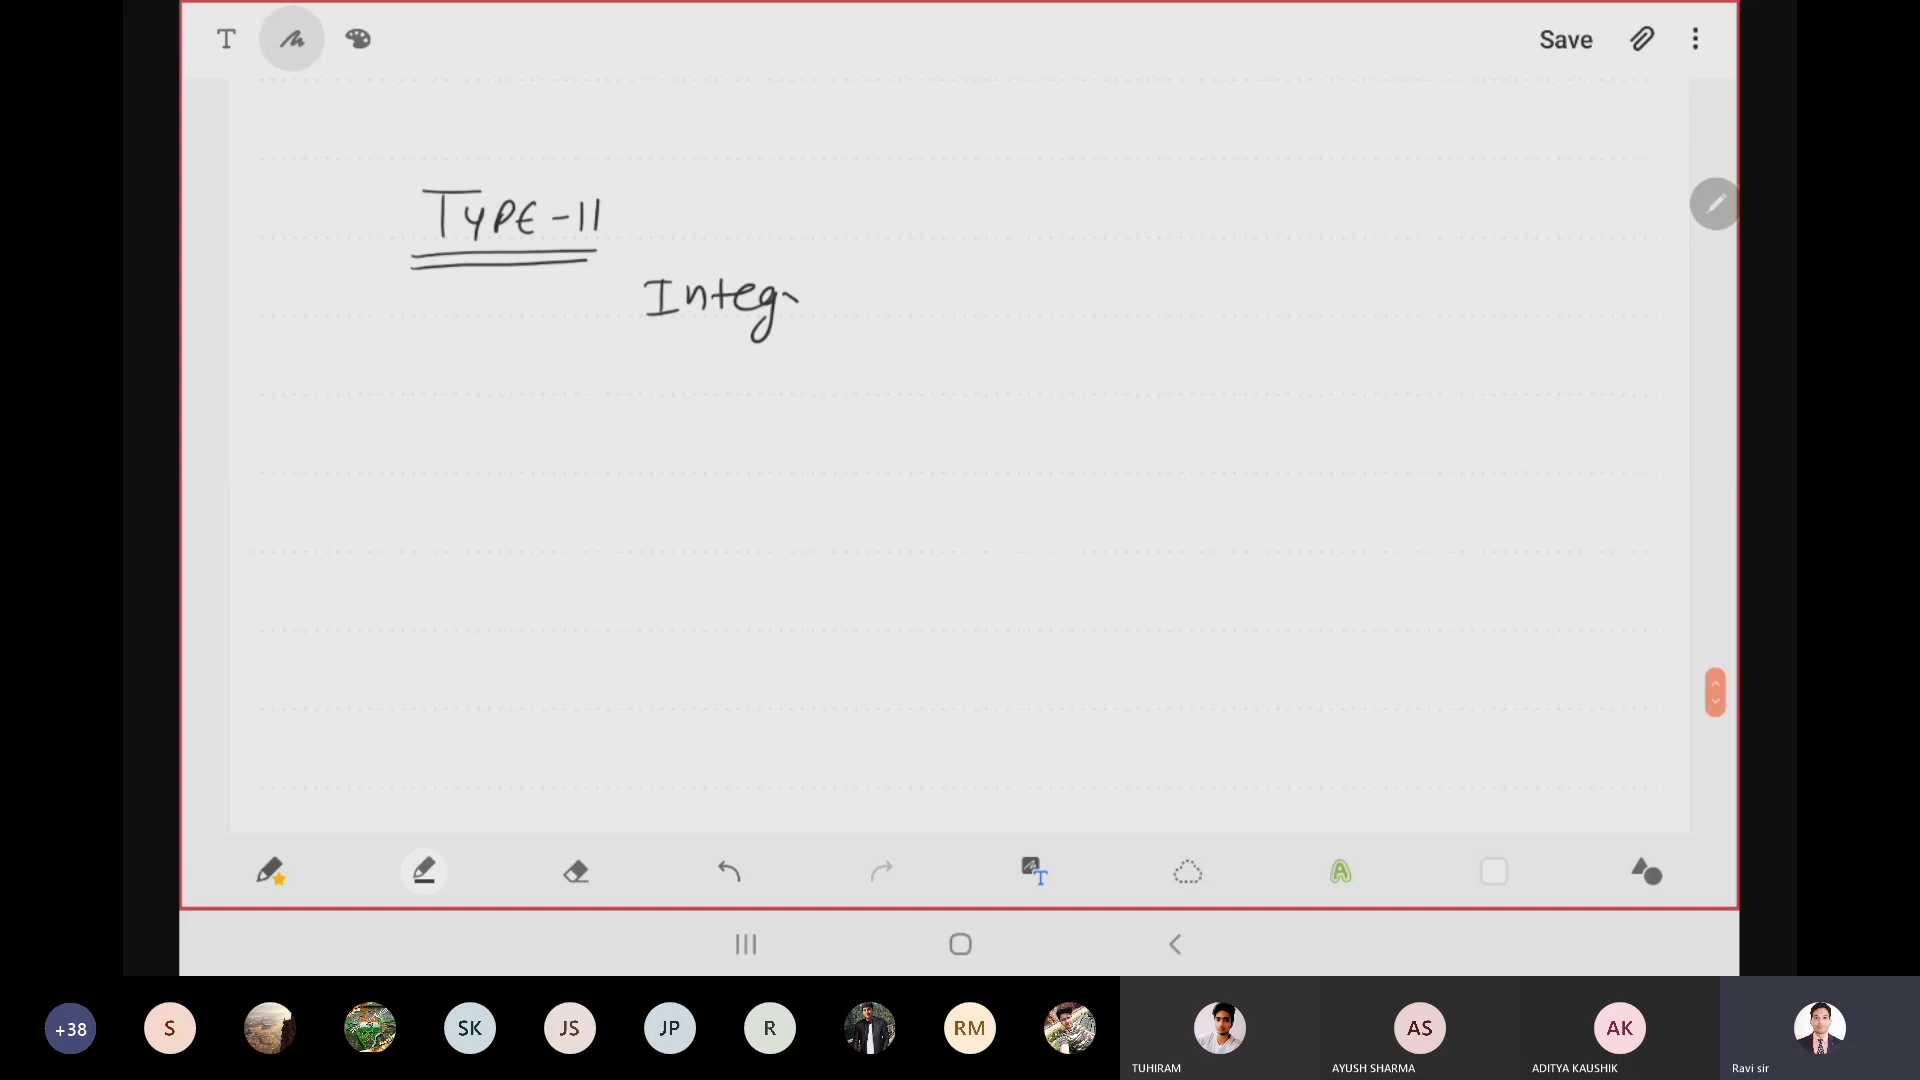 T
Save
TYPE-II
Integr
T
A
+38
S
SK
JS
JP
R
RM
AS
AK
TUHIRAM
AYUSH SHARMA
ADITYA KAUSHIK
Ravi sir